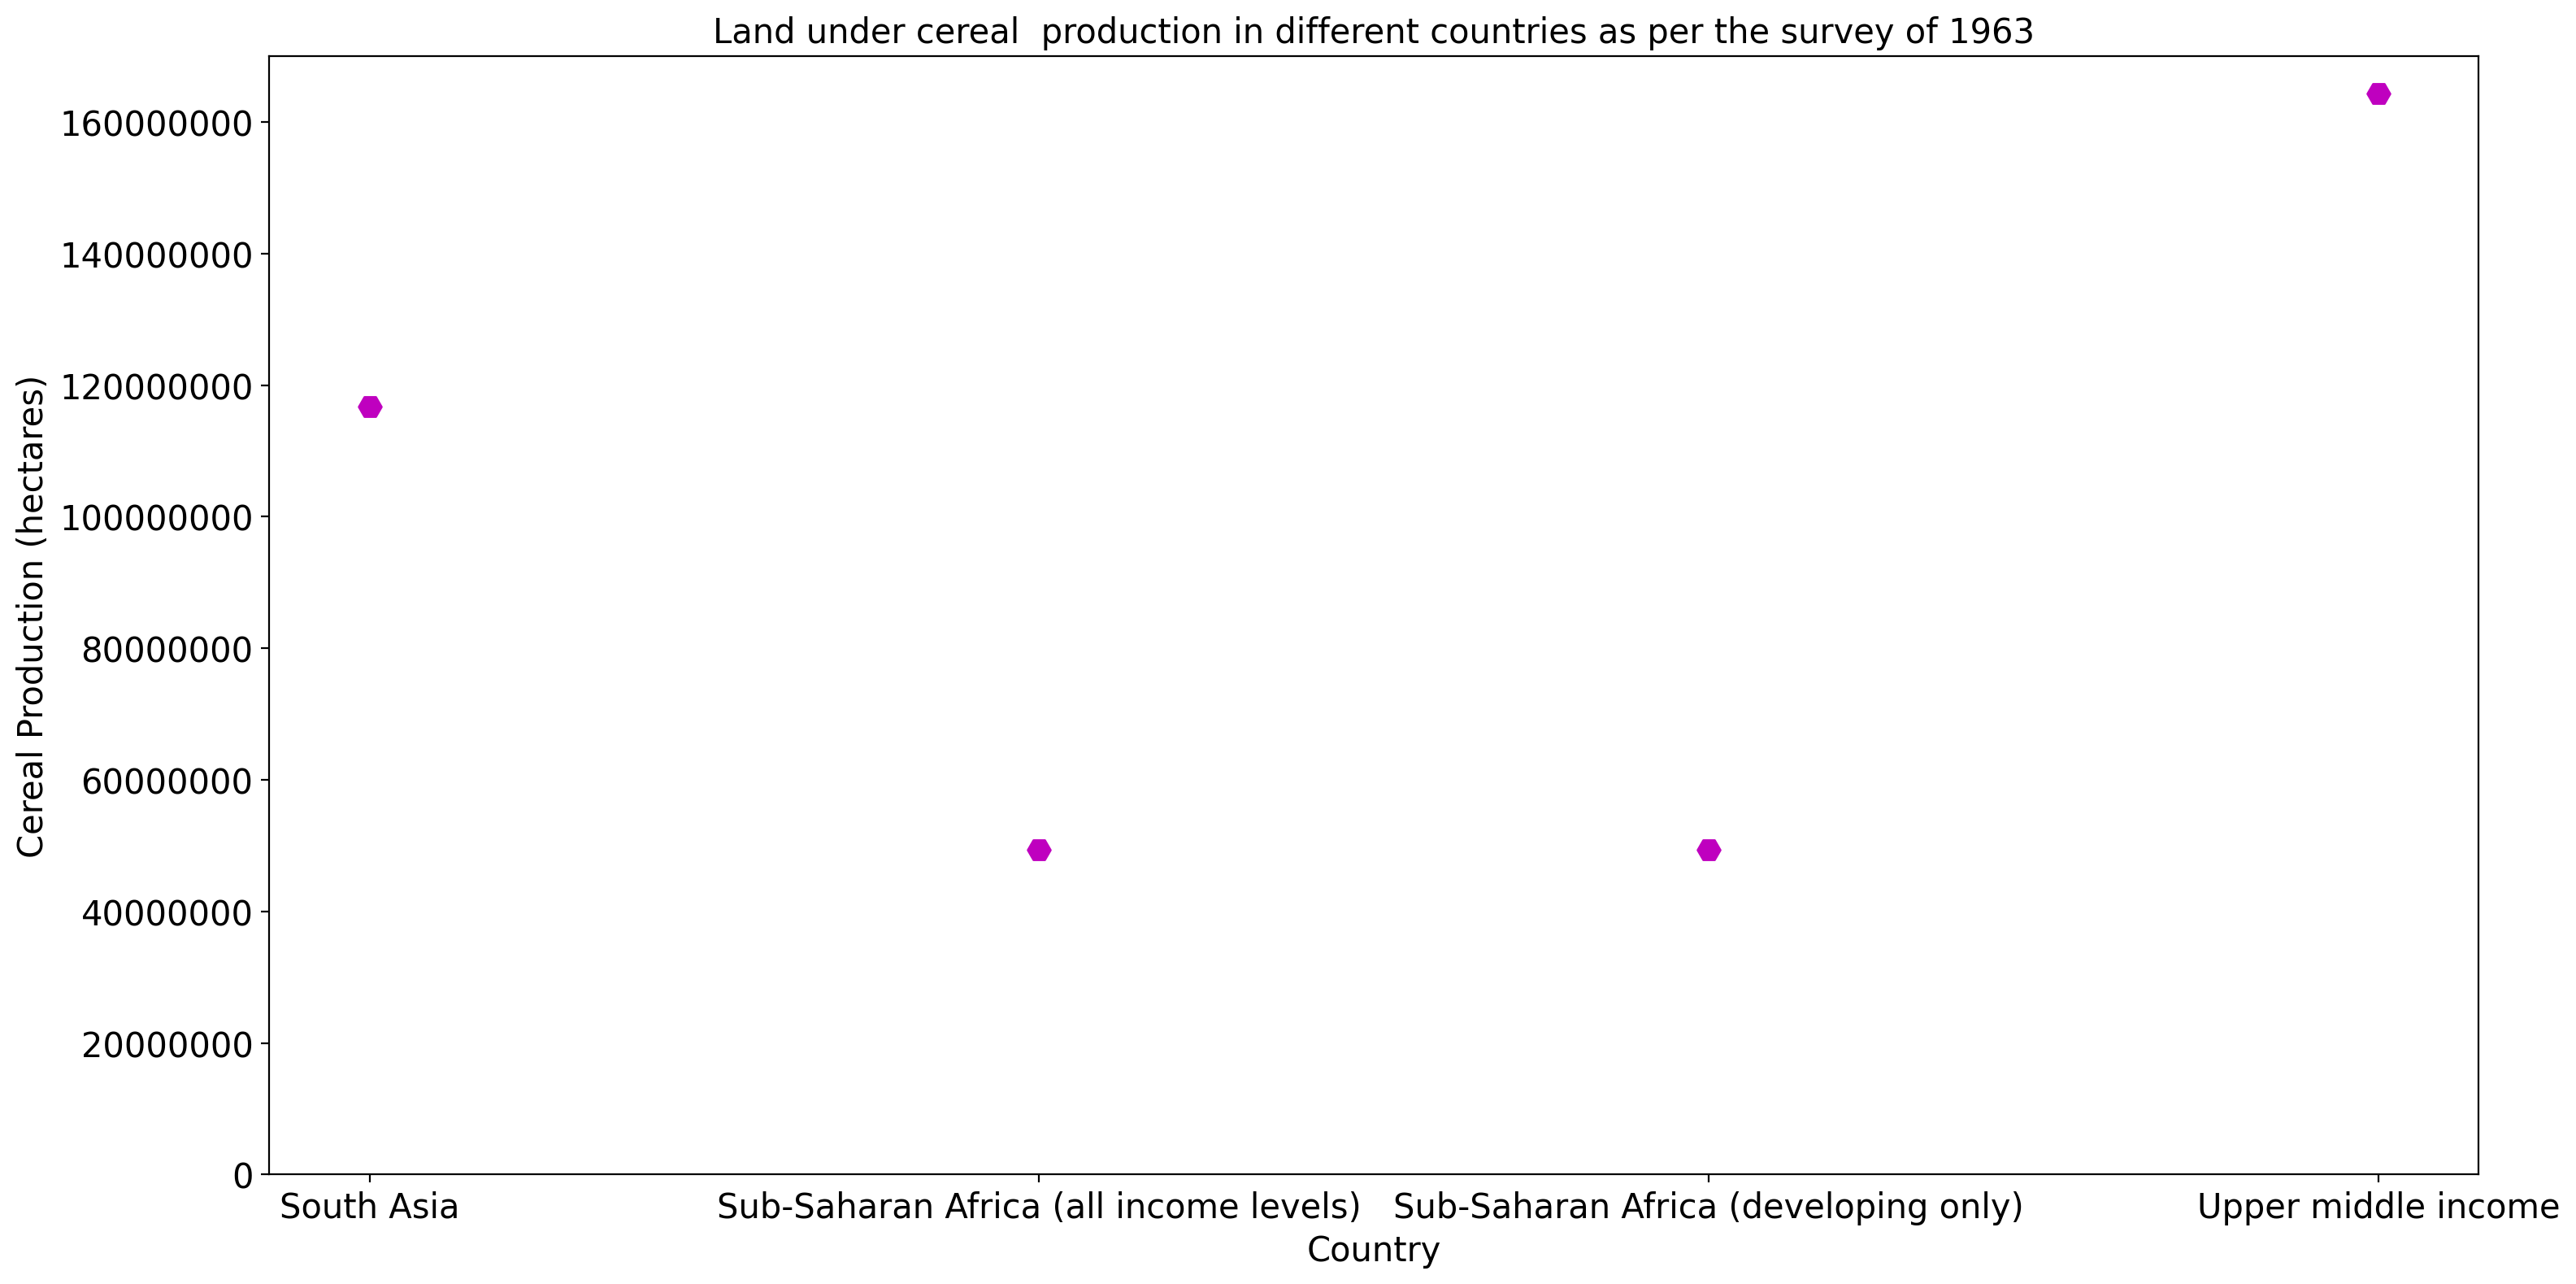 Land under cereal  production in different countries as per the survey of 1963
Cereal Production (hectares)
160000000
140000000
120000000
100000000
80000000
60000000
40000000
20000000
0
South Asia
Sub-Saharan Africa (all income levels)
Sub-Saharan Africa (developing only)
Upper middle income
Country